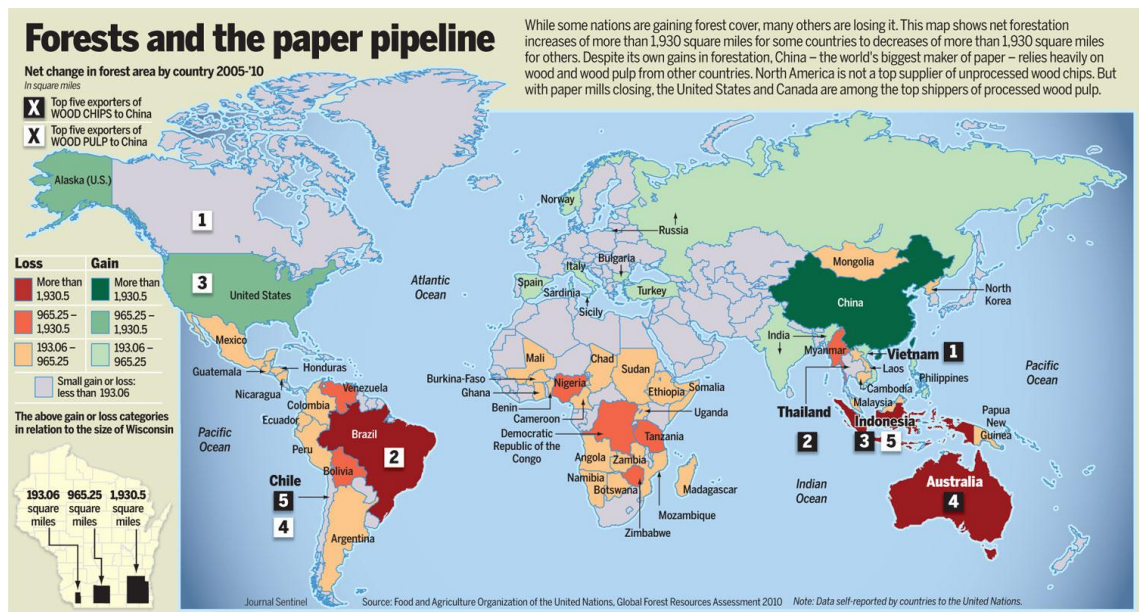 Forests and the paper pipeline
While some nations are gaining forest cover, many others are losing it. This map shows net forestation
increases of more than 1,930 square miles for some countries to decreases of more than 1,930 square miles
for others. Despite its own gains in forestation, China – the world's biggest maker of paper – relies heavily on
wood and wood pulp from other countries. North America is not a top supplier of unprocessed wood chips. But
with paper mills closing, the United States and Canada are among the top shippers of processed wood pulp.
Net change in forest area by country 2005-'10
In square miles
X Top five exporters of
WOOD CHIPS to China
X Top five exporters of
WOOD PULP to China
Alaska (U.S.)
1
3
United States
Loss Gain
More than
1,930.5
More than
1,930.5
965.25 –
1,930.5
965.25 –
1,930.5
193.06 –
965.25
193.06 –
965.25
Small gain or loss:
less than 193.06
The above gain or loss categories
in relation to the size of Wisconsin
193.06
square
miles
965.25
square
miles
1,930.5
square
miles
Atlantic
Ocean
Pacific
Ocean
Mexico
Guatemala
Honduras
Nicaragua
Venezuela
Colombia
Ecuador
Peru
Brazil
2
Bolivia
Chile
5
4
Argentina
Norway
Russia
Bulgaria
Italy
Spain
Sardinia
Sicily
Turkey
Mali
Chad
Sudan
Burkina-Faso
Ghana
Nigeria
Ethiopia
Somalia
Benin
Cameroon
Uganda
Democratic
Republic of the
Congo
Tanzania
Angola
Zambia
Namibia
Botswana
Madagascar
Mozambique
Zimbabwe
Mongolia
China
North
Korea
India
Myanmar
Vietnam 1
Laos
Philippines
Cambodia
Malaysia
Thailand
2
Indonesia
3 5
Papua
New
Guinea
Pacific
Ocean
Indian
Ocean
Australia
4
Journal Sentinel
Source: Food and Agriculture Organization of the United Nations, Global Forest Resources Assessment 2010 Note: Data self-reported by countries to the United Nations.